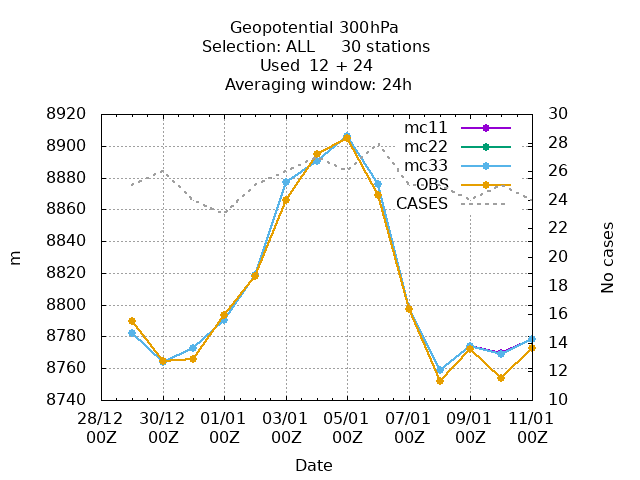 Geopotential 300hPa
Selection: ALL 30 stations
Used 12 + 24
Averaging window: 24h
8920
8900
8880
8860
8840
8820
8800
8780
8760
8740
m
30
28
26
24
22
20
18
16
14
12
10
No cases
mc11
mc22
mc33
OBS
CASES
28/12 30/12 01/01 03/01 05/01 07/01 09/01 11/01
00Z 00Z 00Z 00Z 00Z 00Z 00Z 00Z
Date